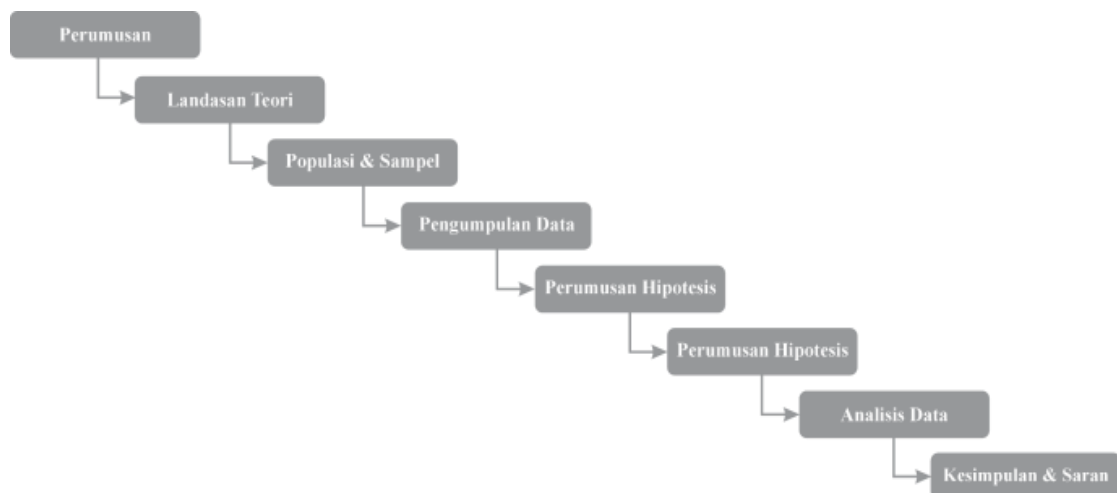 Perumusan
Landasan Teori
Populasi & Sampel
Pengumpulan Data
Perumusan Hipotesis
Perumusan Hipotesis
Analisis Data
Kesimpulan & Saran